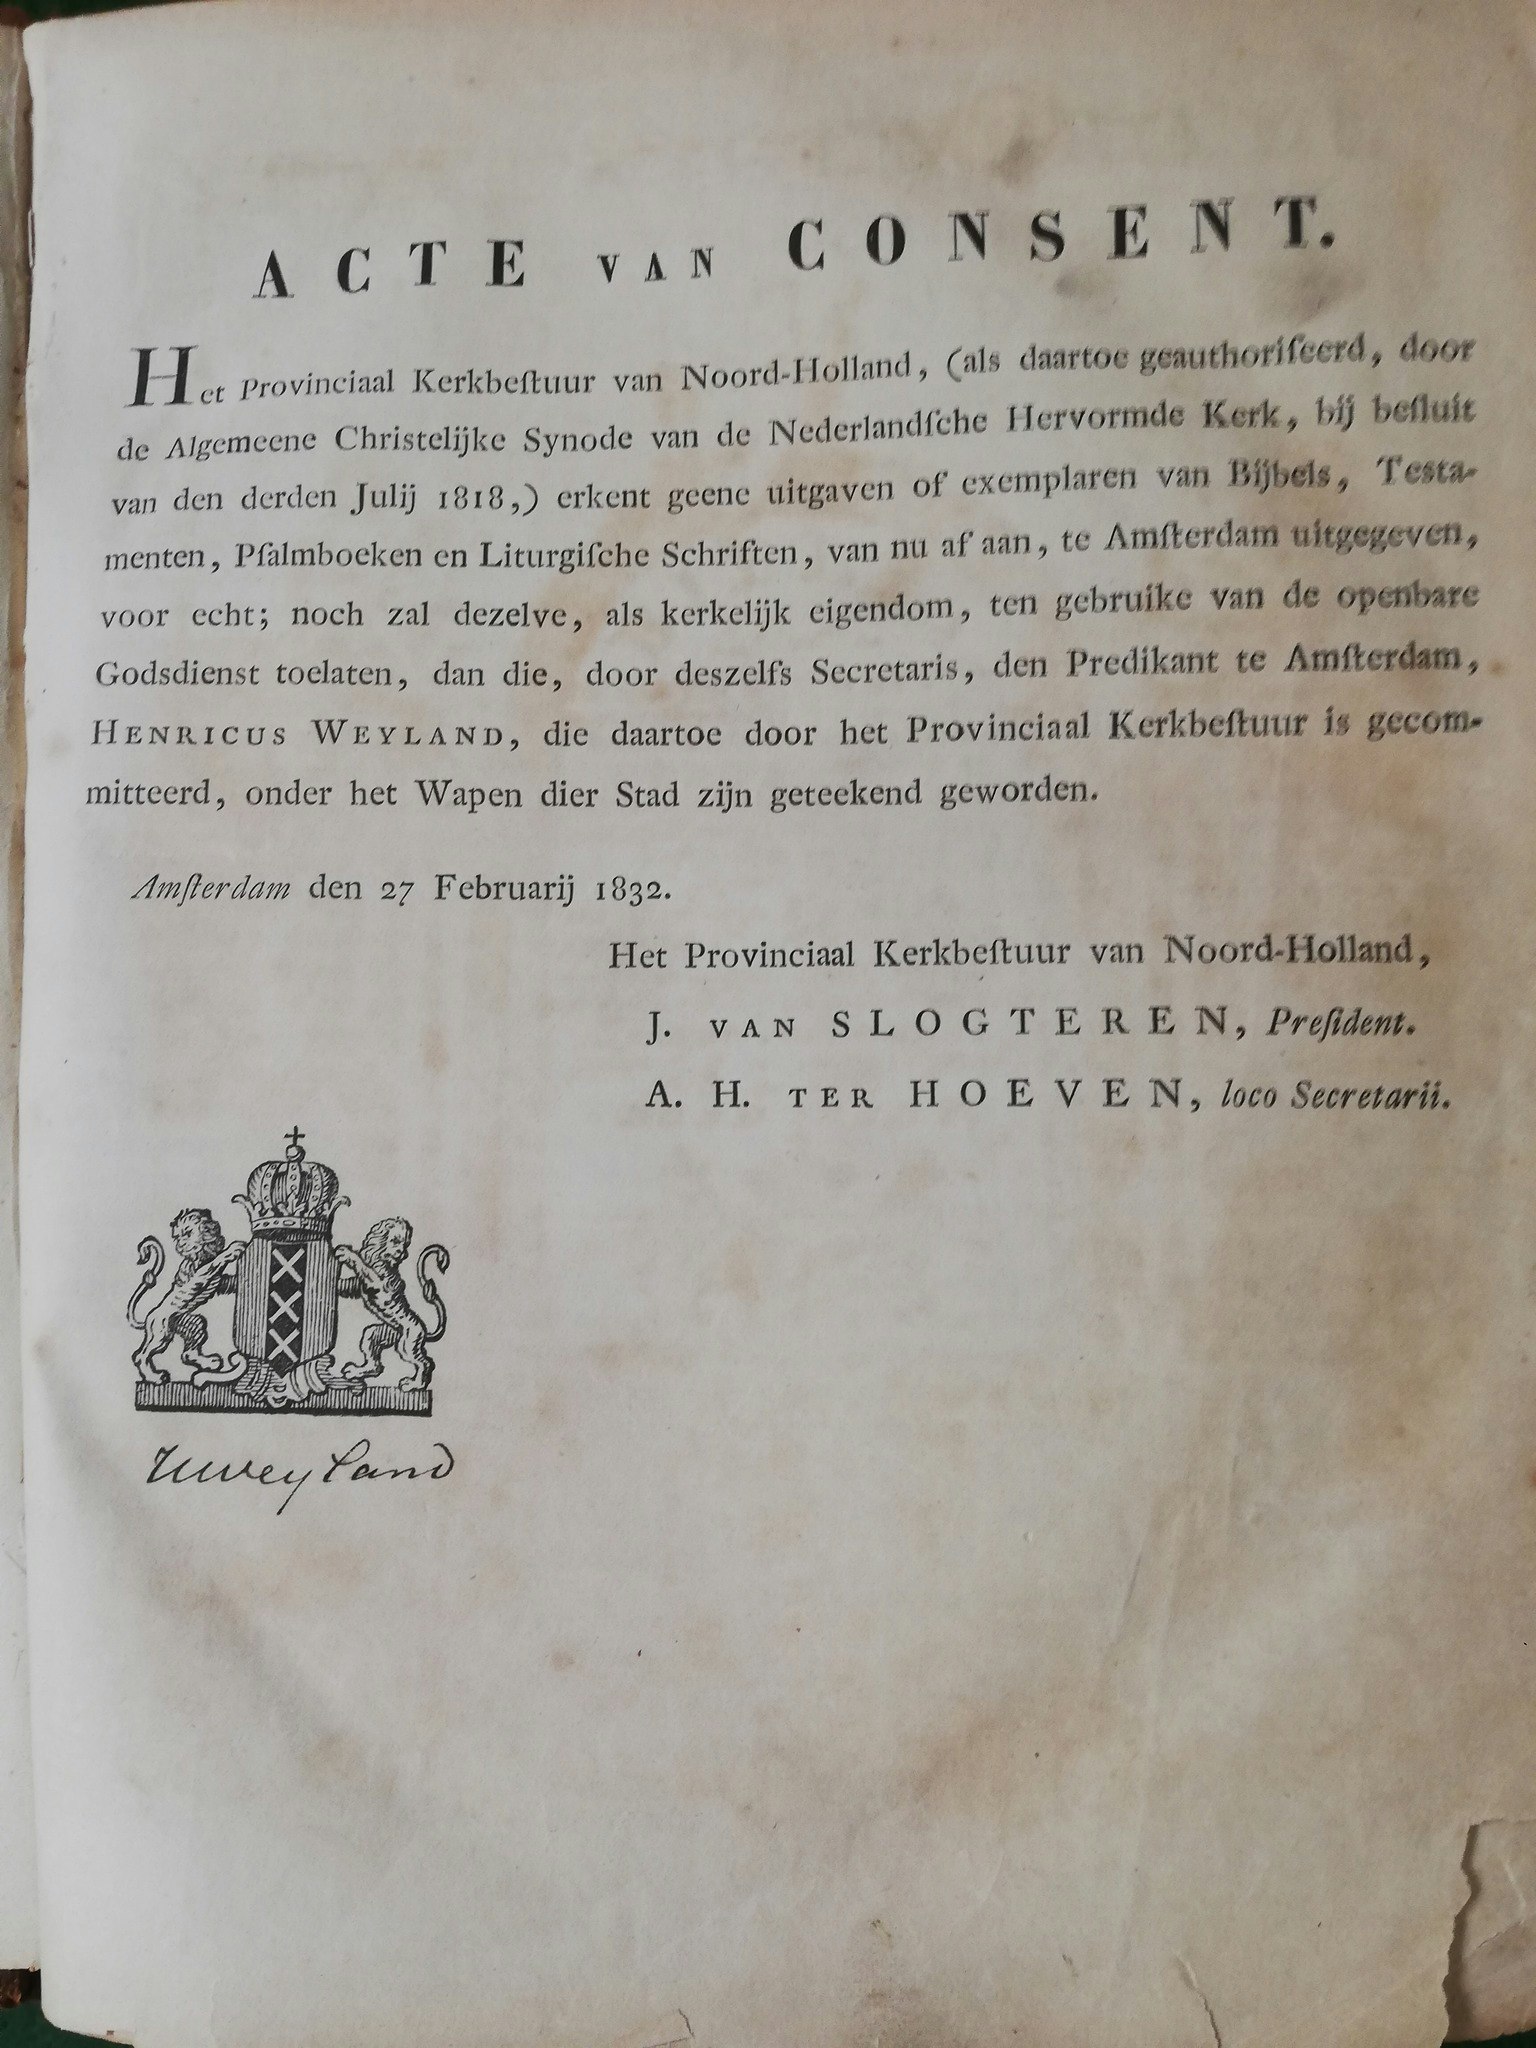 ACTE VAN CONSENT.
Het Provinciaal Kerkbeſtuur van Noord-Holland, (als daartoe geauthoriſeerd, door
de Algemeene Christelijke Synode van de Nederlandſche Hervormde Kerk, bij beſluit
van den derden Julij 1818,) erkent geene uitgaven of exemplaren van Bijbels, Testa-
menten, Pſalmboeken en Liturgiſche Schriften, van nu af aan, te Amſterdam uitgegeven,
voor echt; noch zal dezelve, als kerkelijk eigendom, ten gebruike van de openbare
Godsdienst toelaten, dan die, door deszelfs Secretaris, den Predikant te Amſterdam,
HENRICUS WEYLAND, die daartoe door het Provinciaal Kerkbeſtuur is gecom-
mitteerd, onder het Wapen dier Stad zijn geteekend geworden.
Amſterdam den 27 Februarij 1832.
Het Provinciaal Kerkbeſtuur van Noord-Holland,
J. VAN SLOGTEREN, Preſident.
A. H. TER HOEVEN, loco Secretarii.
HWeyland